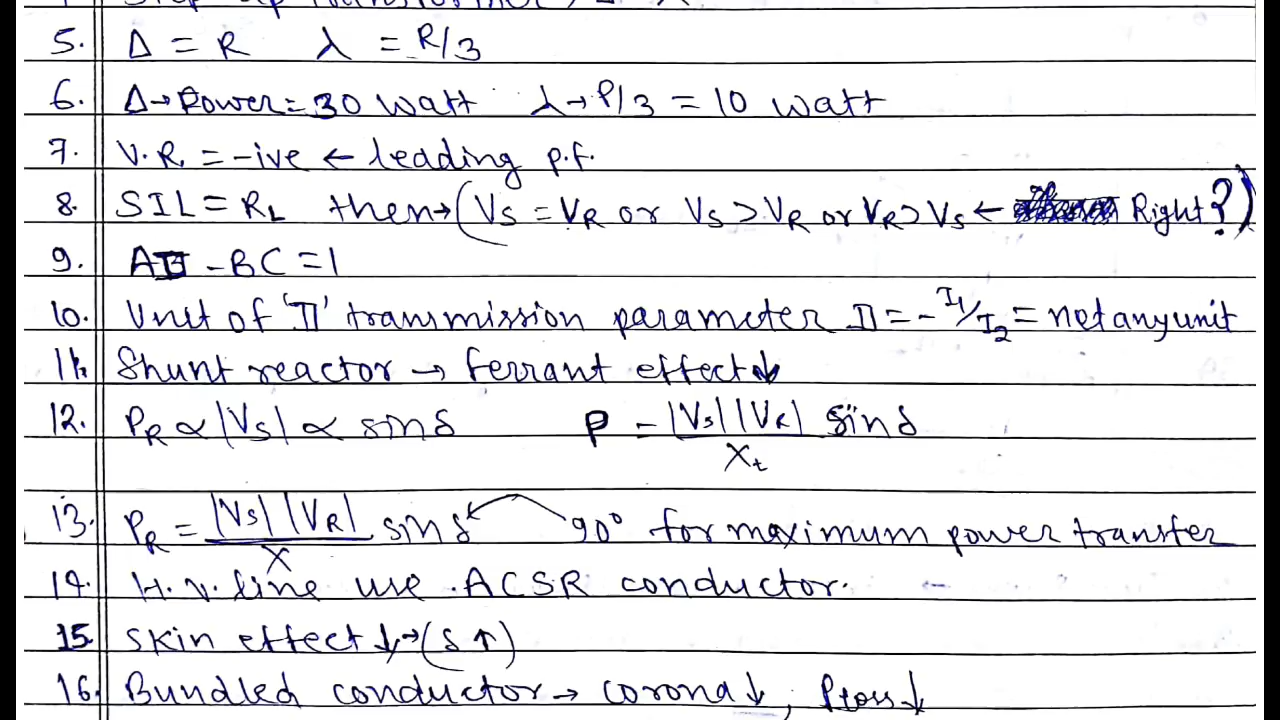 5. Δ = R λ = R/3
6. Δ→Power = 30 watt λ→P/3 = 10 watt
7. V.R. = -ive ← leading p.f.
8. SIL = RL then→(VS = VR or VS > VR or VR > VS ← Right?)
9. AD - BC = 1
10. Unit of 'D' transmission parameter D = - I1/I2 = not any unit
11. Shunt reactor → ferrant effect↓
12. PR ∝ |VS| ∝ sinδ P = |VS| |VR| / Xt sinδ
13. PR = |VS| |VR| / X sinδ 90° for maximum power transfer
14. H.V. line use .ACSR conductor.
15. Skin effect ↓→(δ ↑)
16. Bundled conductor → corona↓, Ploss↓